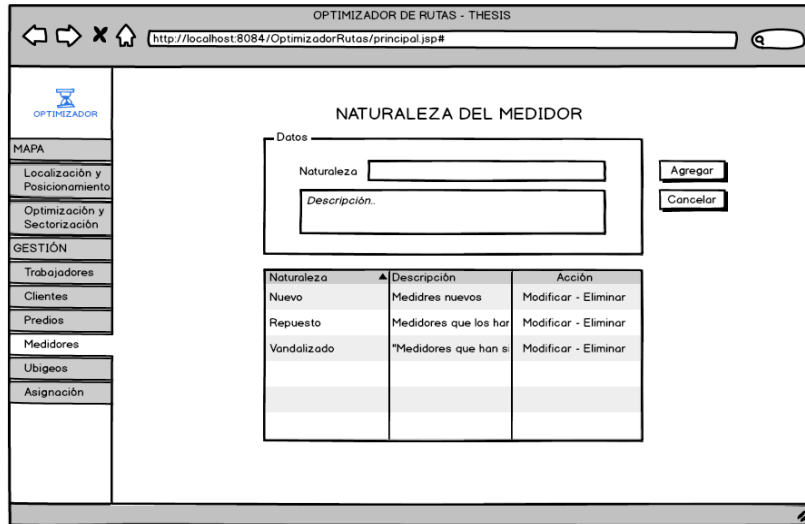 OPTIMIZADOR DE RUTAS - THESIS
http://localhost:8084/OptimizadorRutas/principal.jsp#
OPTIMIZADOR
MAPA
Localización y
Posicionamiento
Optimización y
Sectorización
GESTIÓN
Trabajadores
Clientes
Predios
Medidores
Ubigeos
Asignación
NATURALEZA DEL MEDIDOR
Datos
Naturaleza
Descripción..
Agregar
Cancelar
Naturaleza Descripción Acción
Nuevo Medidres nuevos Modificar - Eliminar
Repuesto Medidores que los har Modificar - Eliminar
Vandalizado "Medidores que han si Modificar - Eliminar